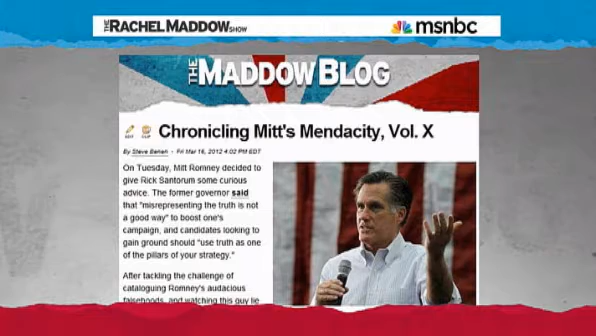 THE RACHEL MADDOW SHOW
msnbc
THE MADDOW BLOG
EDIT CLIP Chronicling Mitt's Mendacity, Vol. X
By Steve Benen - Fri Mar 16, 2012 4:02 PM EDT
On Tuesday, Mitt Romney decided to
give Rick Santorum some curious
advice. The former governor said
that "misrepresenting the truth is not
a good way" to boost one's
campaign, and candidates looking to
gain ground should "use truth as one
of the pillars of your strategy."
After tackling the challenge of
cataloguing Romney's audacious
falsehoods, and watching this guy lie